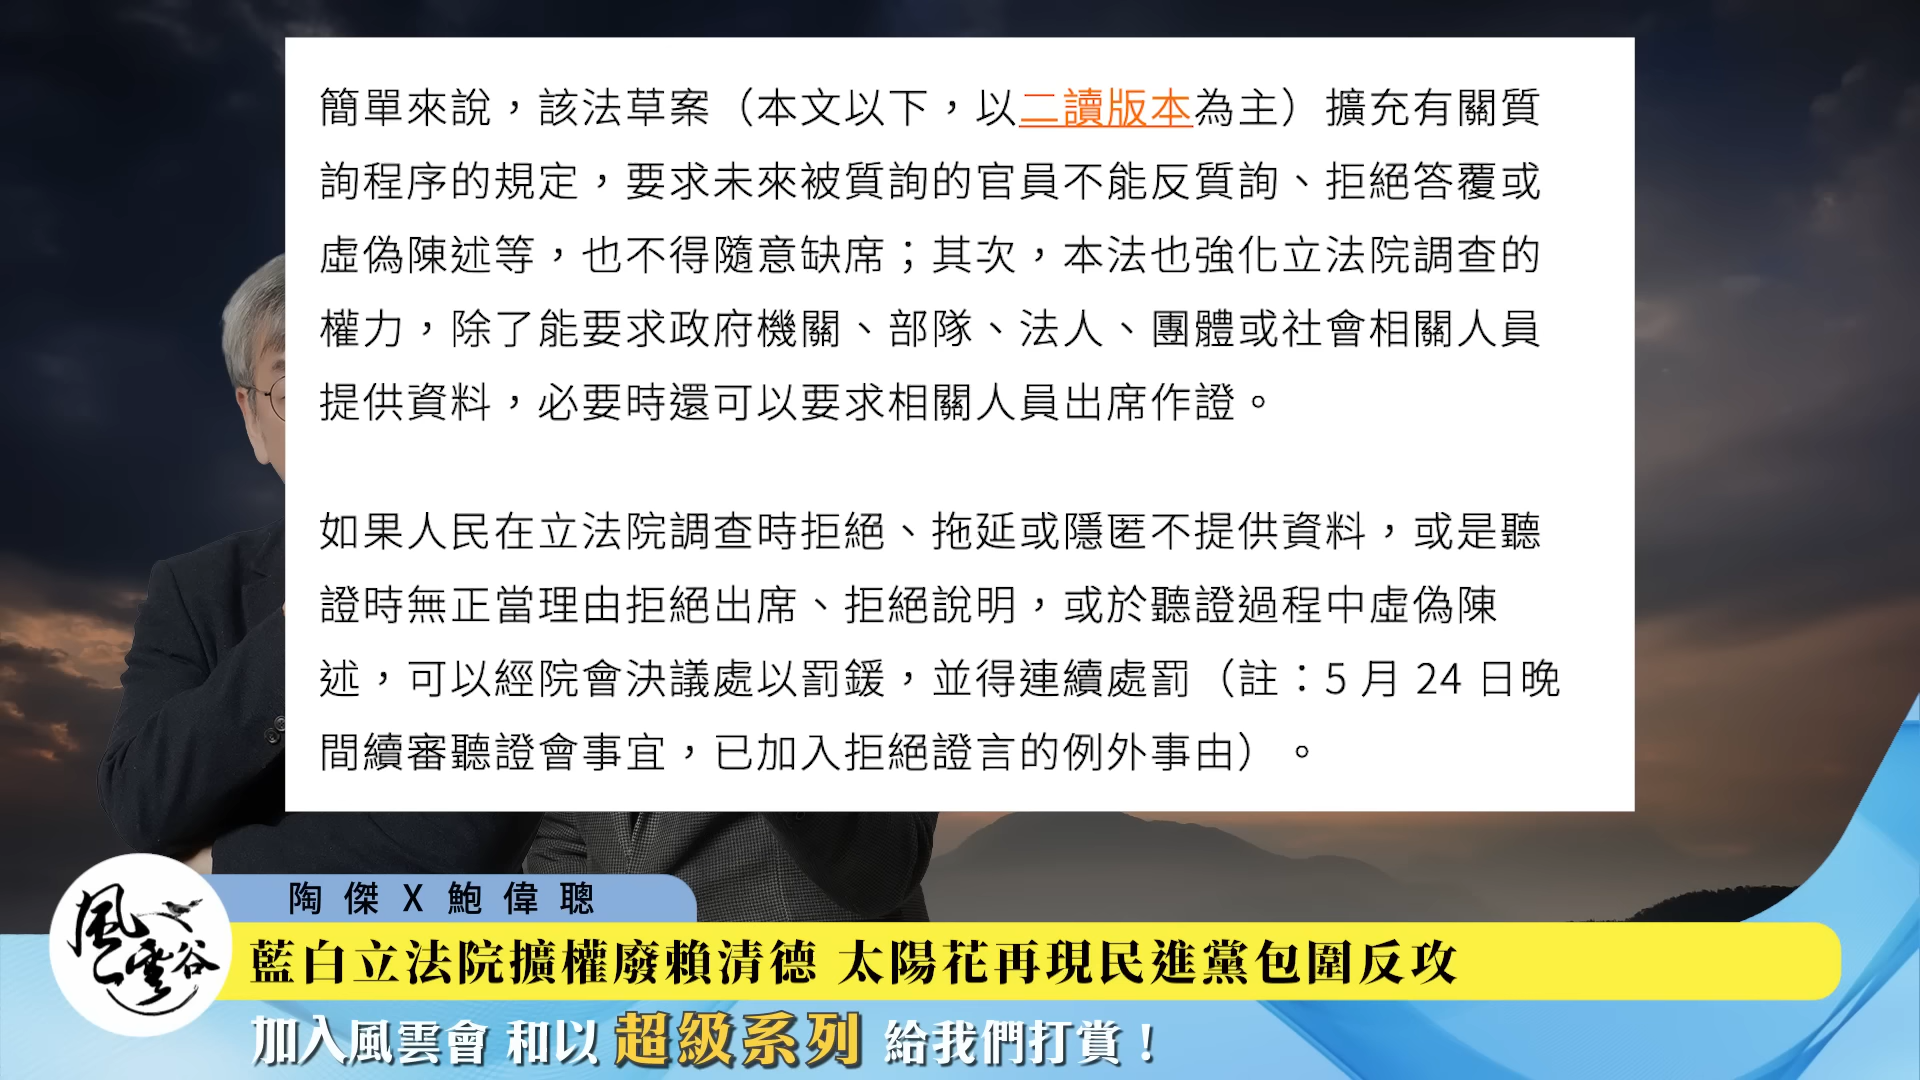 簡單來說，該法草案（本文以下，以二讀版本為主）擴充有關質
詢程序的規定，要求未來被質詢的官員不能反質詢、拒絕答覆或
虛偽陳述等，也不得隨意缺席；其次，本法也強化立法院調查的
權力，除了能要求政府機關、部隊、法人、團體或社會相關人員
提供資料，必要時還可以要求相關人員出席作證。
如果人民在立法院調查時拒絕、拖延或隱匿不提供資料，或是聽
證時無正當理由拒絕出席、拒絕說明，或於聽證過程中虛偽陳
述，可以經院會決議處以罰鍰，並得連續處罰（註：5 月 24 日晚
間續審聽證會事宜，已加入拒絕證言的例外事由）。
陶傑X鮑偉聰
風雲谷
藍白立法院擴權廢賴清德 太陽花再現民進黨包圍反攻
加入風雲會 和以 超級系列 給我們打賞！